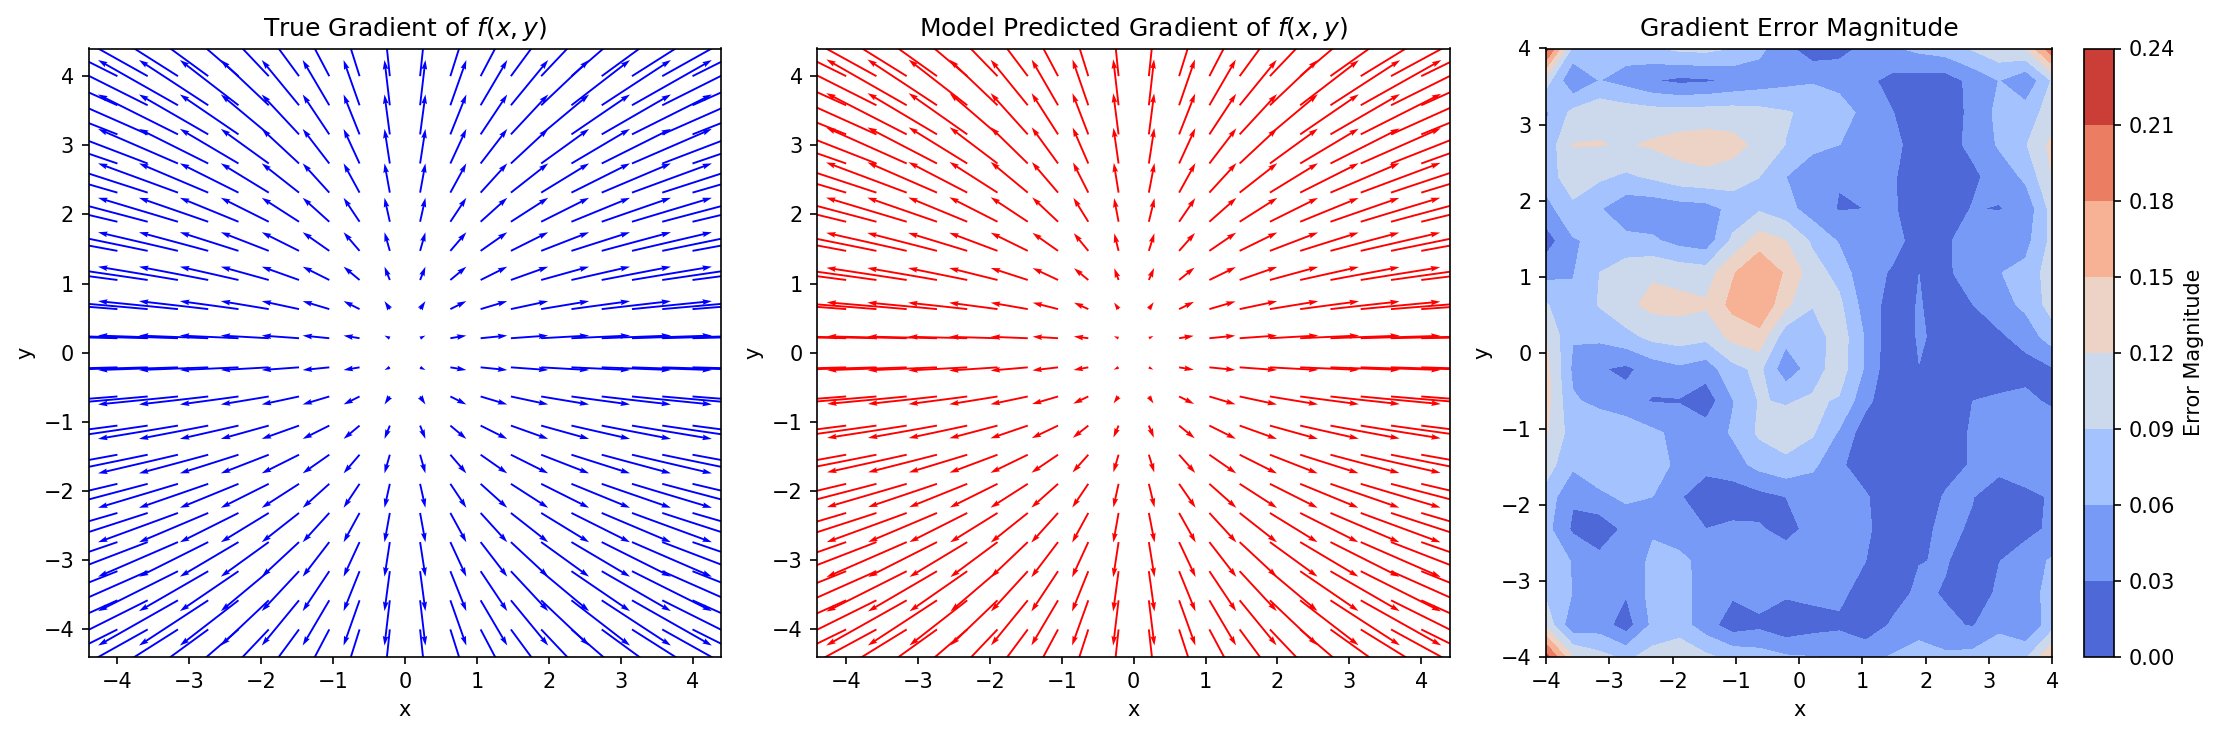 True Gradient of f(x, y)
4
3
2
1
0
−1
−2
−3
−4
y
−4 −3 −2 −1 0 1 2 3 4
x
Model Predicted Gradient of f(x, y)
4
3
2
1
0
−1
−2
−3
−4
y
−4 −3 −2 −1 0 1 2 3 4
x
Gradient Error Magnitude
4
3
2
1
0
−1
−2
−3
−4
y
−4 −3 −2 −1 0 1 2 3 4
x
0.24
0.21
0.18
0.15
0.12
0.09
0.06
0.03
0.00
Error Magnitude